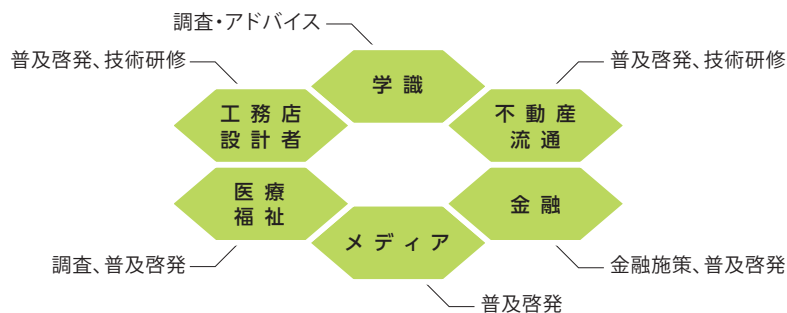 調査・アドバイス
普及啓発、技術研修
普及啓発、技術研修
学識
工務店
設計者
不動産
流通
医療
福祉
金融
メディア
調査、普及啓発
金融施策、普及啓発
普及啓発